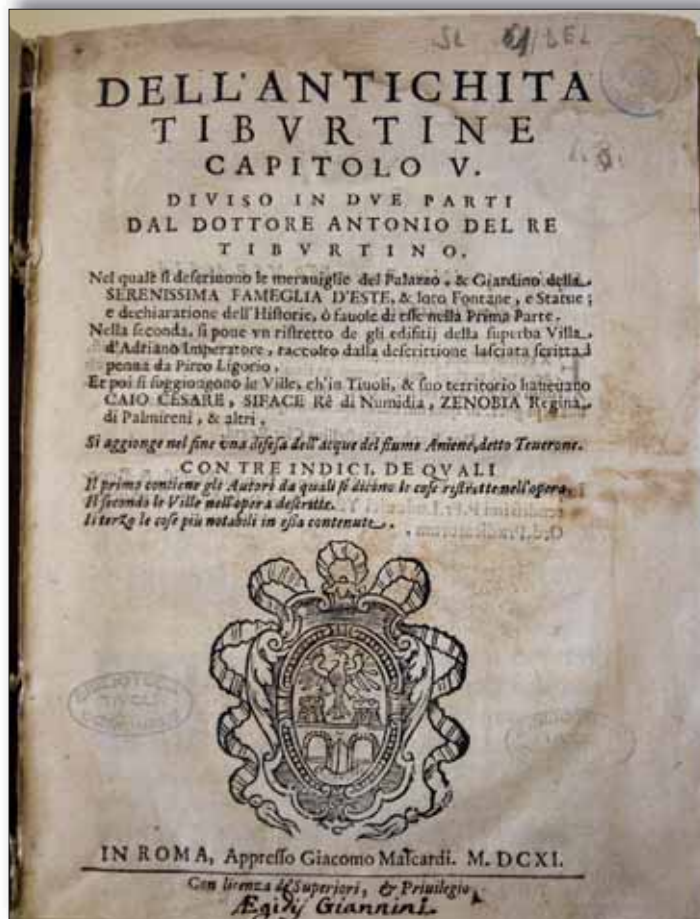 SL DEL
DELL'ANTICHITA
TIBVRTINE
CAPITOLO V.
DIVISO IN DVE PARTI
DAL DOTTORE ANTONIO DEL RE
TIBVRTINO.
Nel quale ſi deſcriuono le merauiglie del Palazzo, & Giardino della
SERENISSIMA FAMEGLIA D'ESTE, & loro Fontane, e Statue;
e dechiaratione dell'Hiſtorie, ò fauole di eſſe nella Prima Parte.
Nella ſeconda, ſi pone vn riſtretto de gli edifitij della ſuperba Villa
d'Adriano Imperatore, raccolto dalla deſcrittione laſciata ſcritta à
penna da Pirro Ligorio.
Et poi ſi ſoggiongono le Ville, ch'in Tiuoli, & ſuo territorio haueuano
CAIO CESARE, SIFACE Rè di Numidia, ZENOBIA Regina
di Palmireni, & altri.
Si aggionge nel fine vna difeſa dell'acque del fiume Aniene, detto Teuerone.
CON TRE INDICI, DE QVALI
Il primo contiene gli Autori da quali ſi dicono le coſe riſtrette nell'opera,
Il ſecondo le Ville nell'opera deſcritte.
Il terzo le coſe più notabili in eſſa contenute.
BIBLIOTECA
TIVOLI
IN ROMA, Appreſſo Giacomo Maſcardi. M. DCXI.
Con licenza de' Superiori, & Priuilegio.
Ægidij Giannini.